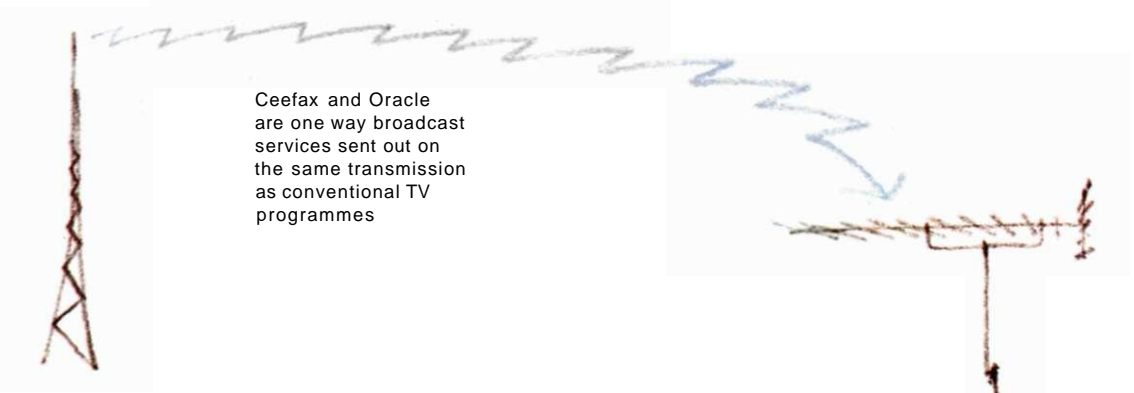 Ceefax and Oracle
are one way broadcast
services sent out on
the same transmission
as conventional TV
programmes